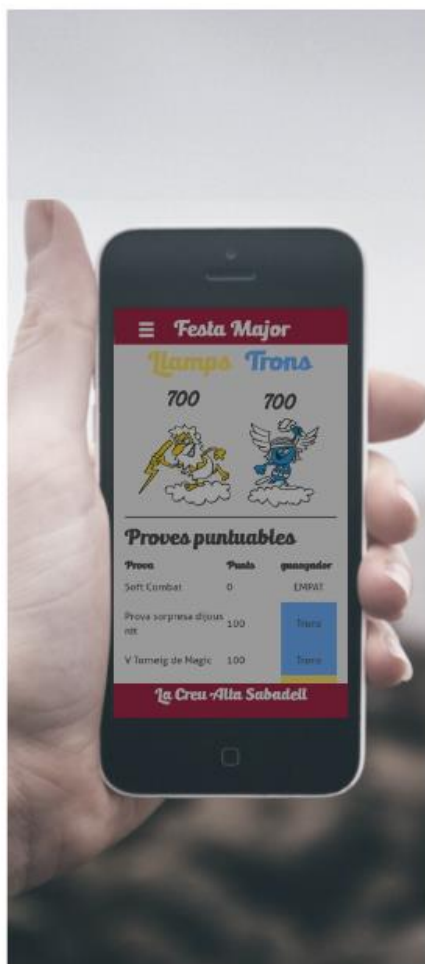 Festa Major
Llamps Trons
700 700
Proves puntuables
Prova Punts guanyador
Soft Combat 0 EMPAT
Prova sorpresa dijous
nit 100 Trons
V Torneig de Magic 100 Trons
La Creu Alta Sabadell